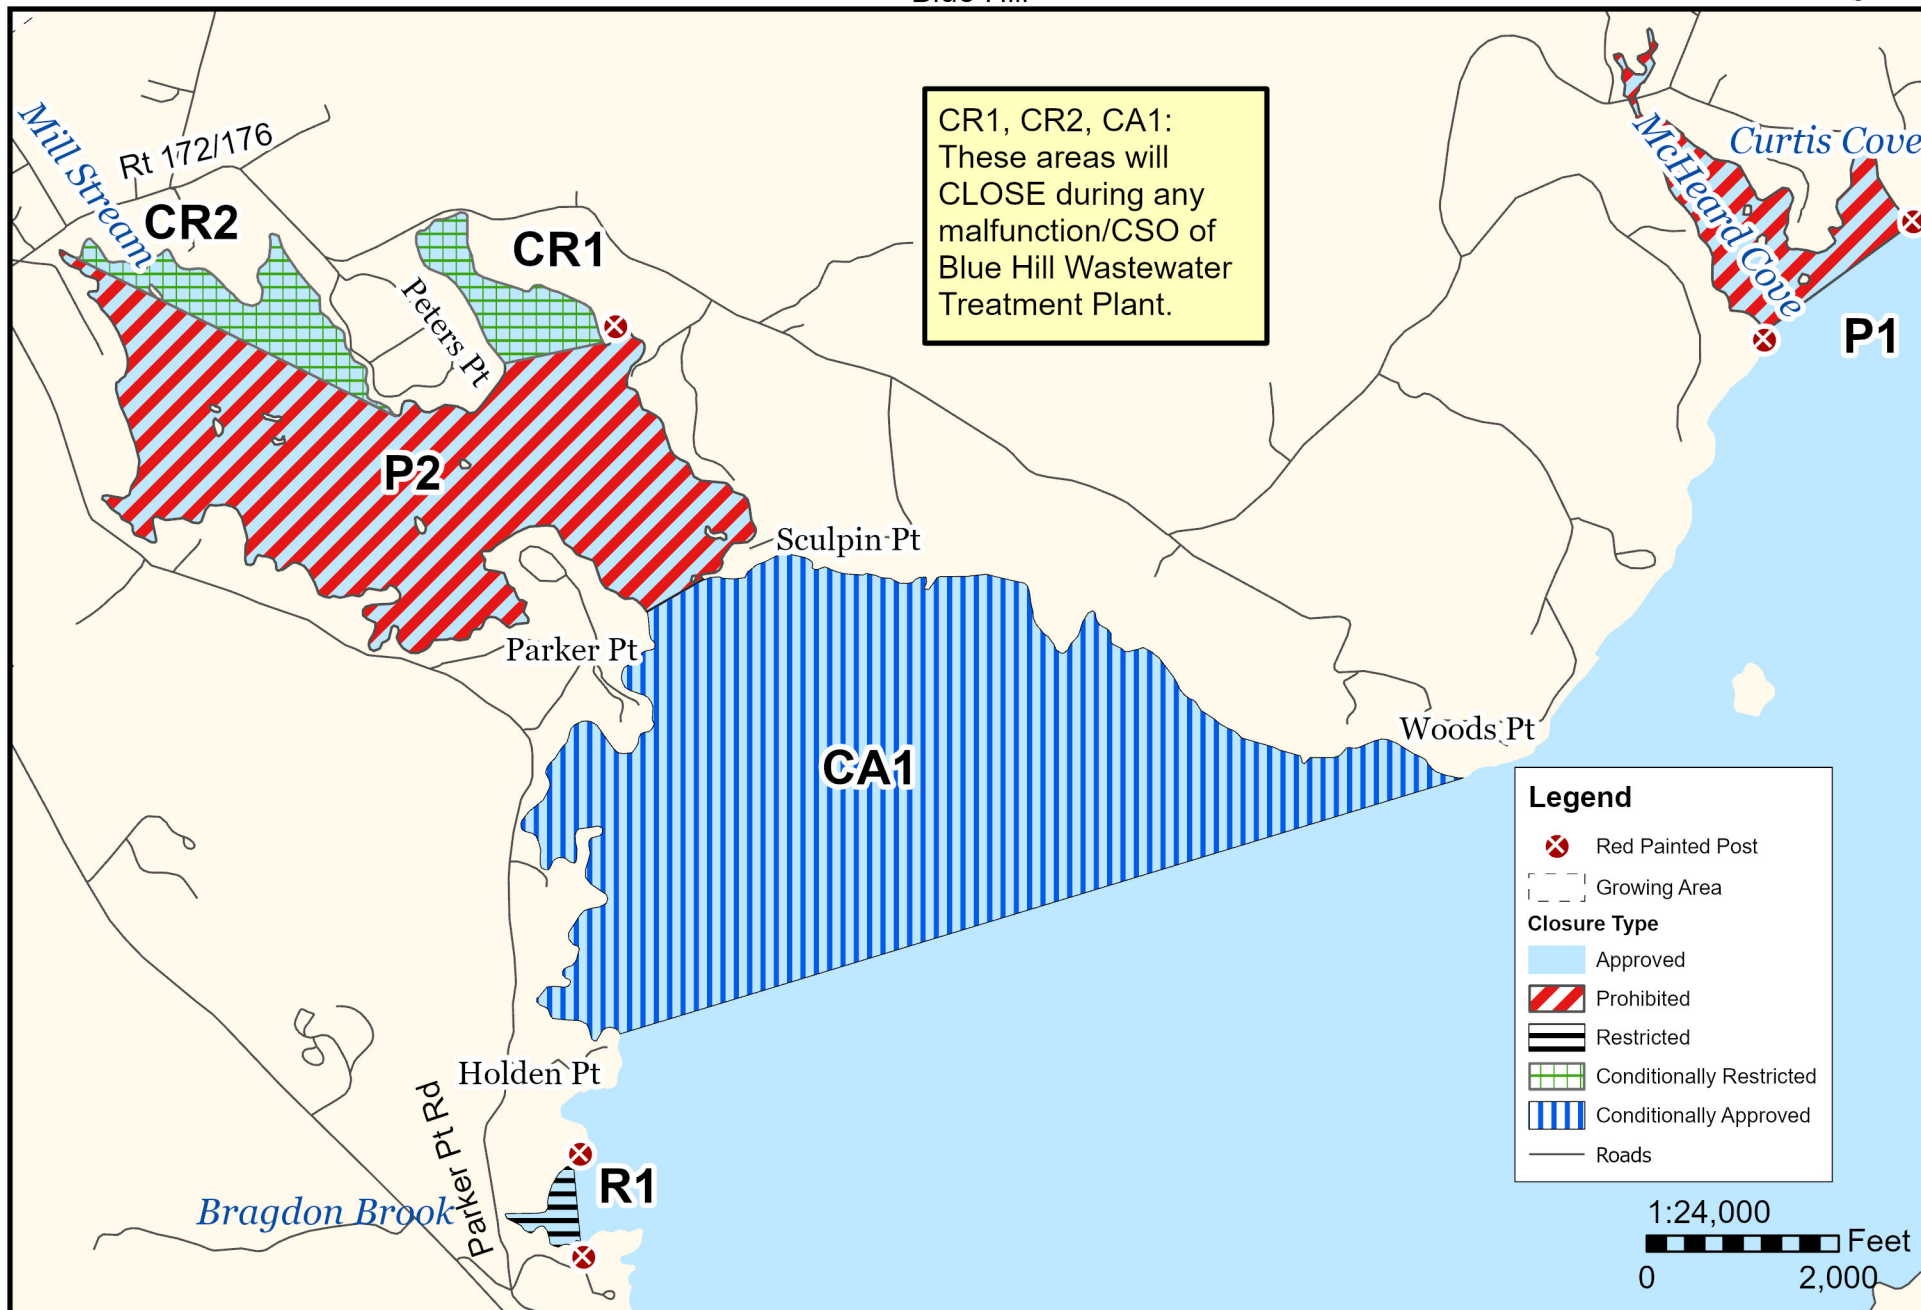 Mill Stream
Rt 172/176
CR2
CR1
Peters Pt
CR1, CR2, CA1:
These areas will
CLOSE during any
malfunction/CSO of
Blue Hill Wastewater
Treatment Plant.
McHeard Cove
Curtis Cove
P1
P2
Sculpin Pt
Parker Pt
Woods Pt
CA1
Holden Pt
Parker Pt Rd
R1
Bragdon Brook
Legend
Red Painted Post
Growing Area
Closure Type
Approved
Prohibited
Restricted
Conditionally Restricted
Conditionally Approved
Roads
1:24,000
Feet
0 2,000